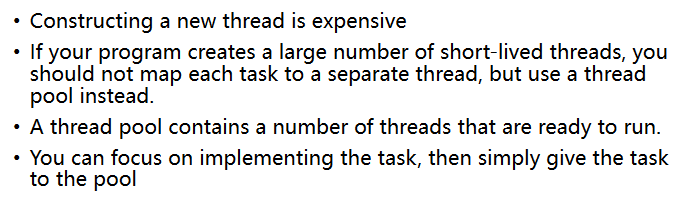 • Constructing a new thread is expensive
• If your program creates a large number of short-lived threads, you
should not map each task to a separate thread, but use a thread
pool instead.
• A thread pool contains a number of threads that are ready to run.
• You can focus on implementing the task, then simply give the task
to the pool